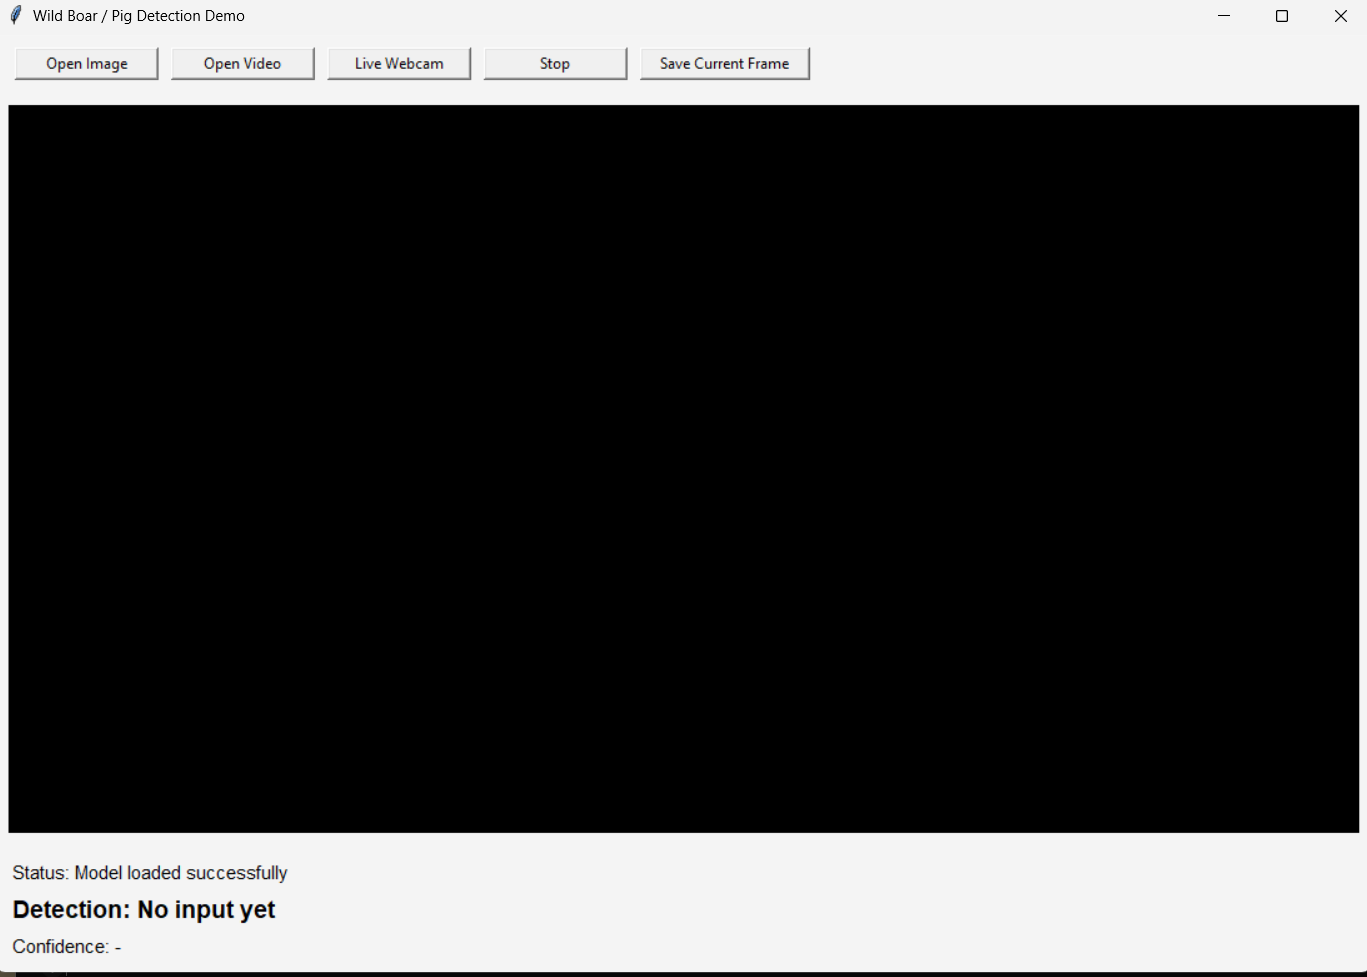 Wild Boar / Pig Detection Demo
Open Image Open Video Live Webcam Stop Save Current Frame
Status: Model loaded successfully
Detection: No input yet
Confidence: -